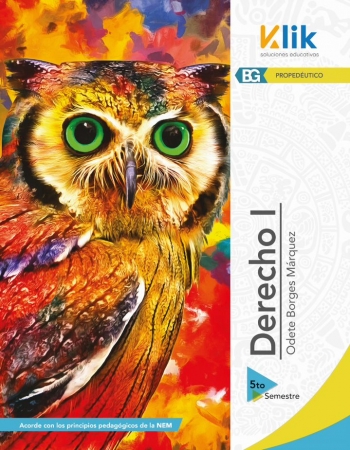 Klik
soluciones educativas
BG PROPEDÉUTICO
Derecho I
Odete Borges Márquez
5to
Semestre
Acorde con los principios pedagógicos de la NEM